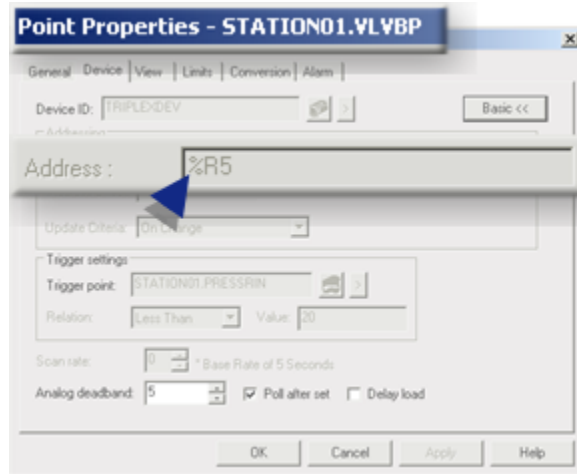 Point Properties - STATION01.VLVBP
General Device View Limits Conversion Alarm
Device ID: TRIPLEXDEV > Basic <<
Addressing
Address : %R5
Update Criteria: On Change
Trigger settings
Trigger point: STATION01.PRESSRIN >
Relation: Less Than Value: 20
Scan rate: 0 * Base Rate of 5 Seconds
Analog deadband: 5 Poll after set Delay load
OK Cancel Apply Help